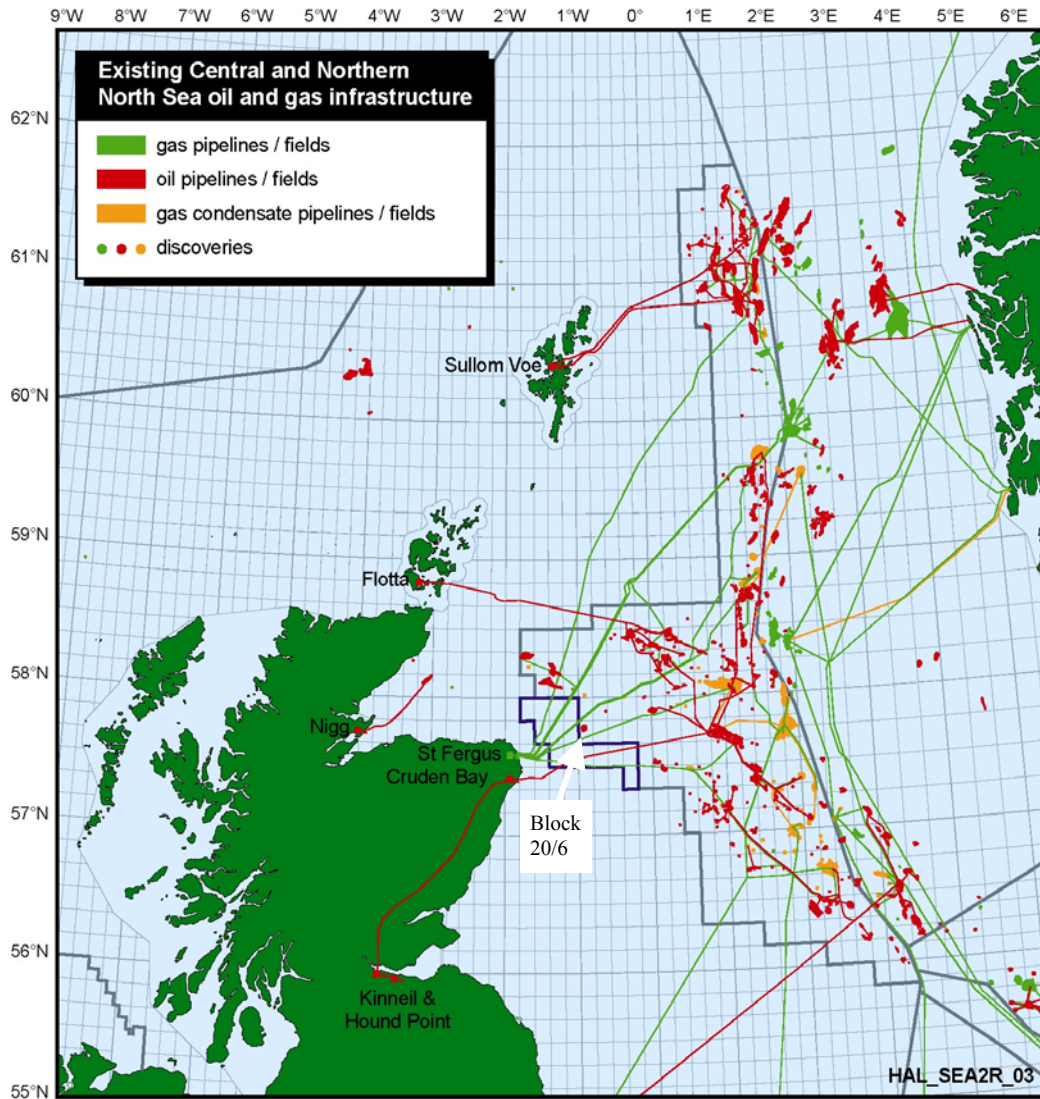 9°W 8°W 7°W 6°W 5°W 4°W 3°W 2°W 1°W 0° 1°E 2°E 3°E 4°E 5°E 6°E
Existing Central and Northern
North Sea oil and gas infrastructure
gas pipelines / fields
oil pipelines / fields
gas condensate pipelines / fields
discoveries
62°N
61°N
60°N
59°N
58°N
57°N
56°N
55°N
Sullom Voe
Flotta
Nigg
St Fergus
Cruden Bay
Block
20/6
Kinneil &
Hound Point
HAL_SEA2R_03